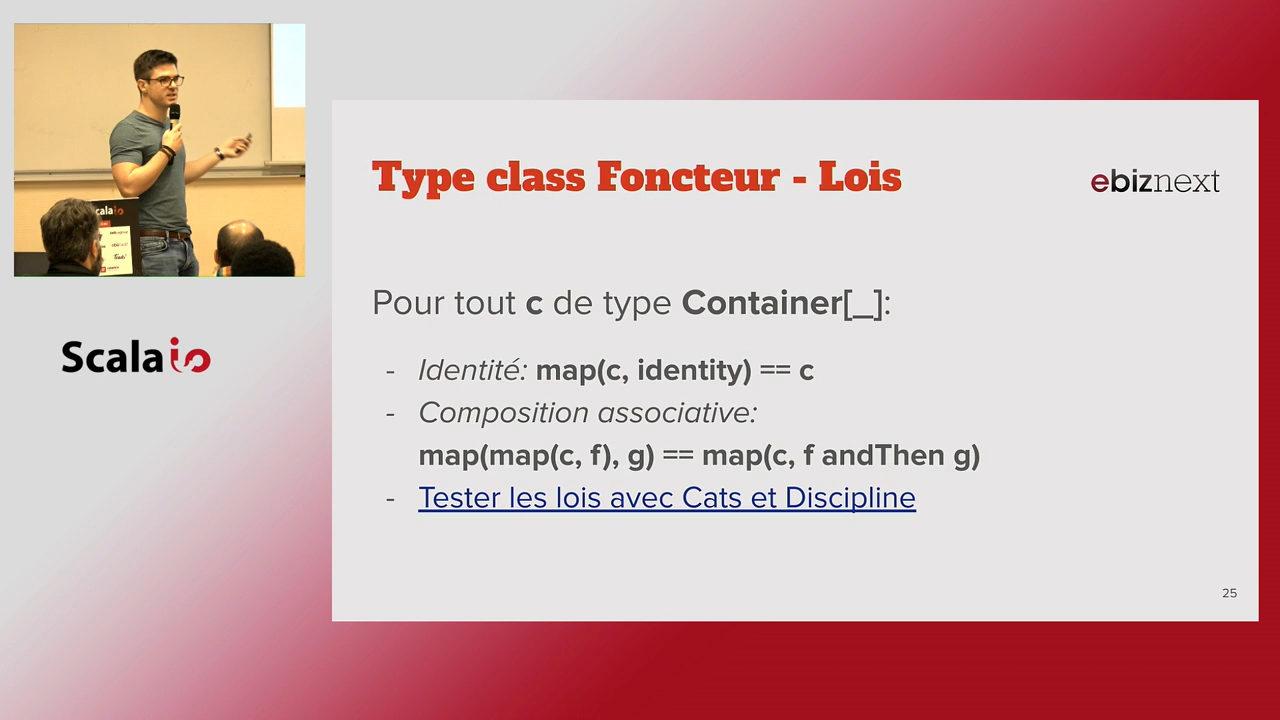 Type class Foncteur - Lois
ebiznext
Pour tout c de type Container[_]:
- Identité: map(c, identity) == c
- Composition associative:
map(map(c, f), g) == map(c, f andThen g)
- Tester les lois avec Cats et Discipline
25
Scalaio